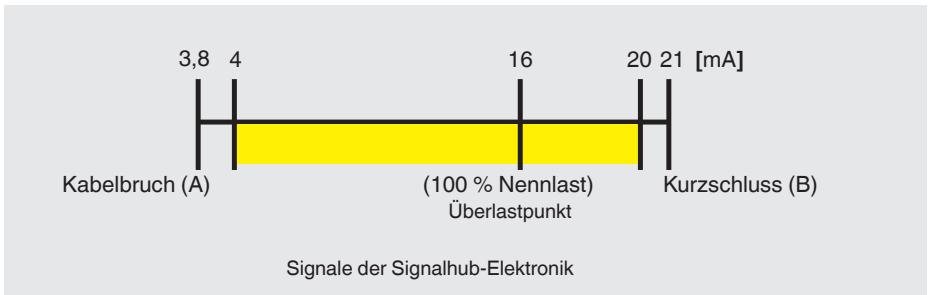 3,8 4 16 20 21 [mA]
Kabelbruch (A) (100 % Nennlast) Kurzschluss (B)
Überlastpunkt
Signale der Signalhub-Elektronik